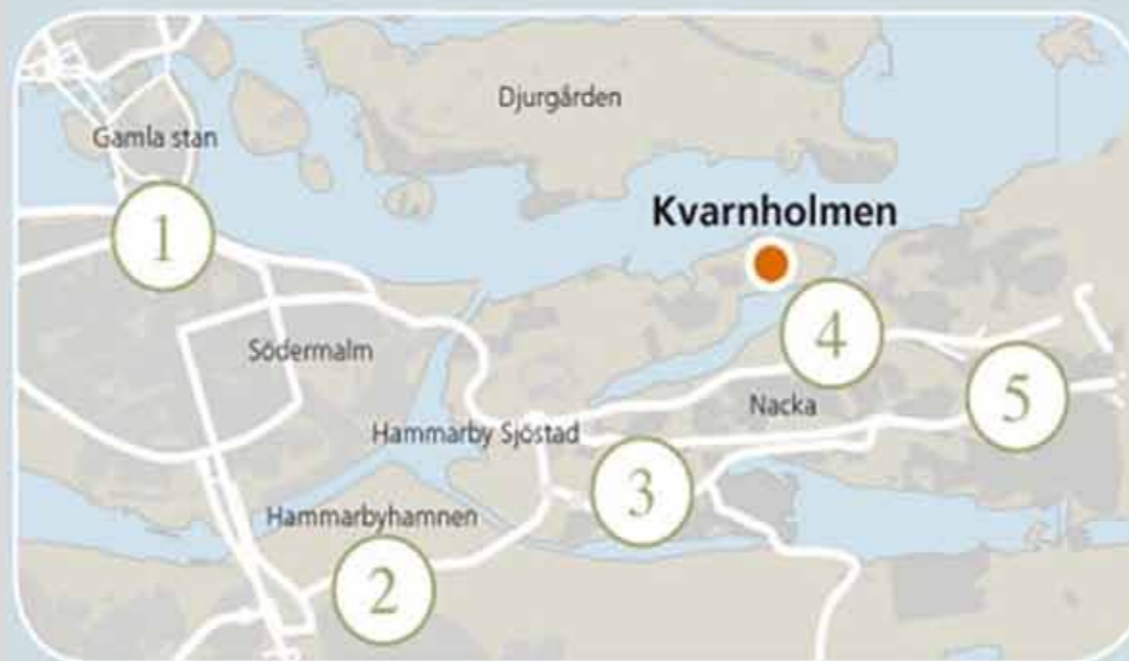 Djurgården
Gamla stan
Kvarnholmen
1
4
Södermalm
5
Nacka
Hammarby Sjöstad
3
Hammarbyhamnen
2